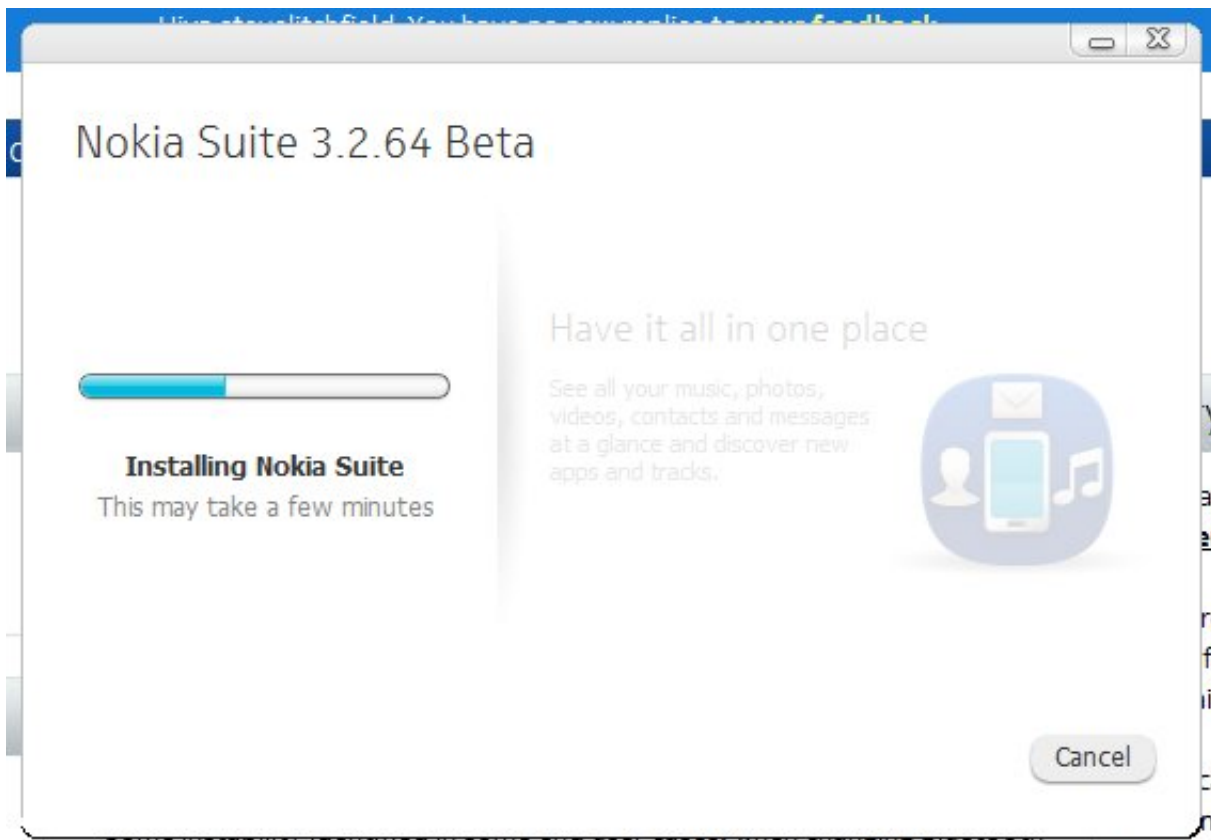 Nokia Suite 3.2.64 Beta
Have it all in one place
See all your music, photos,
videos, contacts and messages
at a glance and discover new
apps and tracks.
Installing Nokia Suite
This may take a few minutes
Cancel